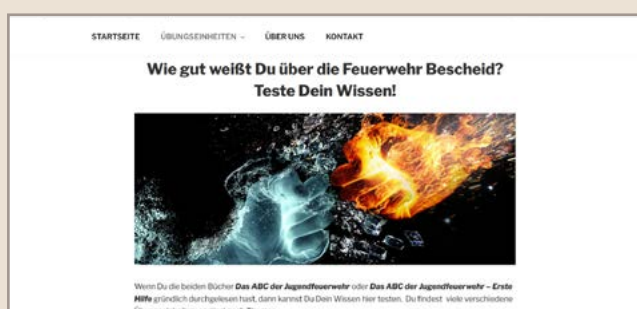 STARTSEITE ÜBUNGSEINHEITEN ÜBER UNS KONTAKT
Wie gut weißt Du über die Feuerwehr Bescheid?
Teste Dein Wissen!
Wenn Du die beiden Bücher Das ABC der Jugendfeuerwehr oder Das ABC der Jugendfeuerwehr – Erste
Hilfe gründlich durchgelesen hast, dann kannst Du Dein Wissen hier testen. Du findest viele verschiedene